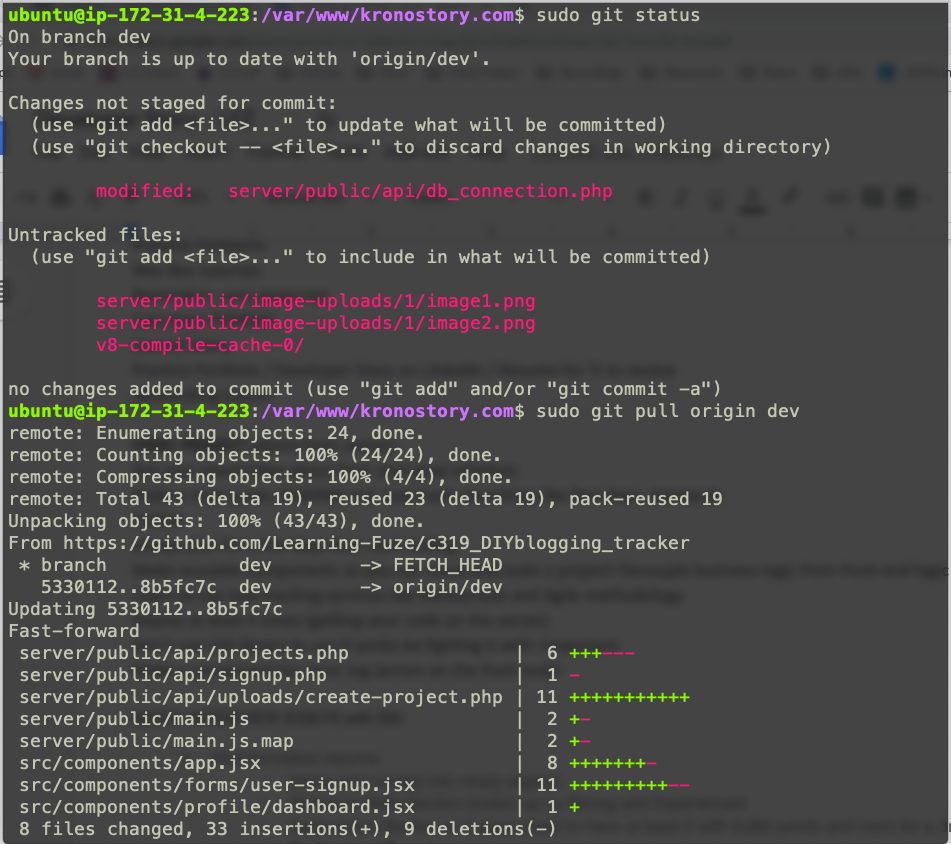 ubuntu@ip-172-31-4-223:/var/www/kronostory.com$ sudo git status
On branch dev
Your branch is up to date with 'origin/dev'.
Changes not staged for commit:
  (use "git add <file>..." to update what will be committed)
  (use "git checkout -- <file>..." to discard changes in working directory)
        modified:   server/public/api/db_connection.php
Untracked files:
  (use "git add <file>..." to include in what will be committed)
        server/public/image-uploads/1/image1.png
        server/public/image-uploads/1/image2.png
        v8-compile-cache-0/
no changes added to commit (use "git add" and/or "git commit -a")
ubuntu@ip-172-31-4-223:/var/www/kronostory.com$ sudo git pull origin dev
remote: Enumerating objects: 24, done.
remote: Counting objects: 100% (24/24), done.
remote: Compressing objects: 100% (4/4), done.
remote: Total 43 (delta 19), reused 23 (delta 19), pack-reused 19
Unpacking objects: 100% (43/43), done.
From https://github.com/Learning-Fuze/c319_DIYblogging_tracker
 * branch            dev        -> FETCH_HEAD
   5330112..8b5fc7c  dev        -> origin/dev
Updating 5330112..8b5fc7c
Fast-forward
 server/public/api/projects.php               |  6 +++---
 server/public/api/signup.php                 |  1 -
 server/public/api/uploads/create-project.php | 11 +++++++++++
 server/public/main.js                        |  2 +-
 server/public/main.js.map                    |  2 +-
 src/components/app.jsx                       |  8 +++++++-
 src/components/forms/user-signup.jsx         | 11 +++++++++--
 src/components/profile/dashboard.jsx         |  1 +
 8 files changed, 33 insertions(+), 9 deletions(-)